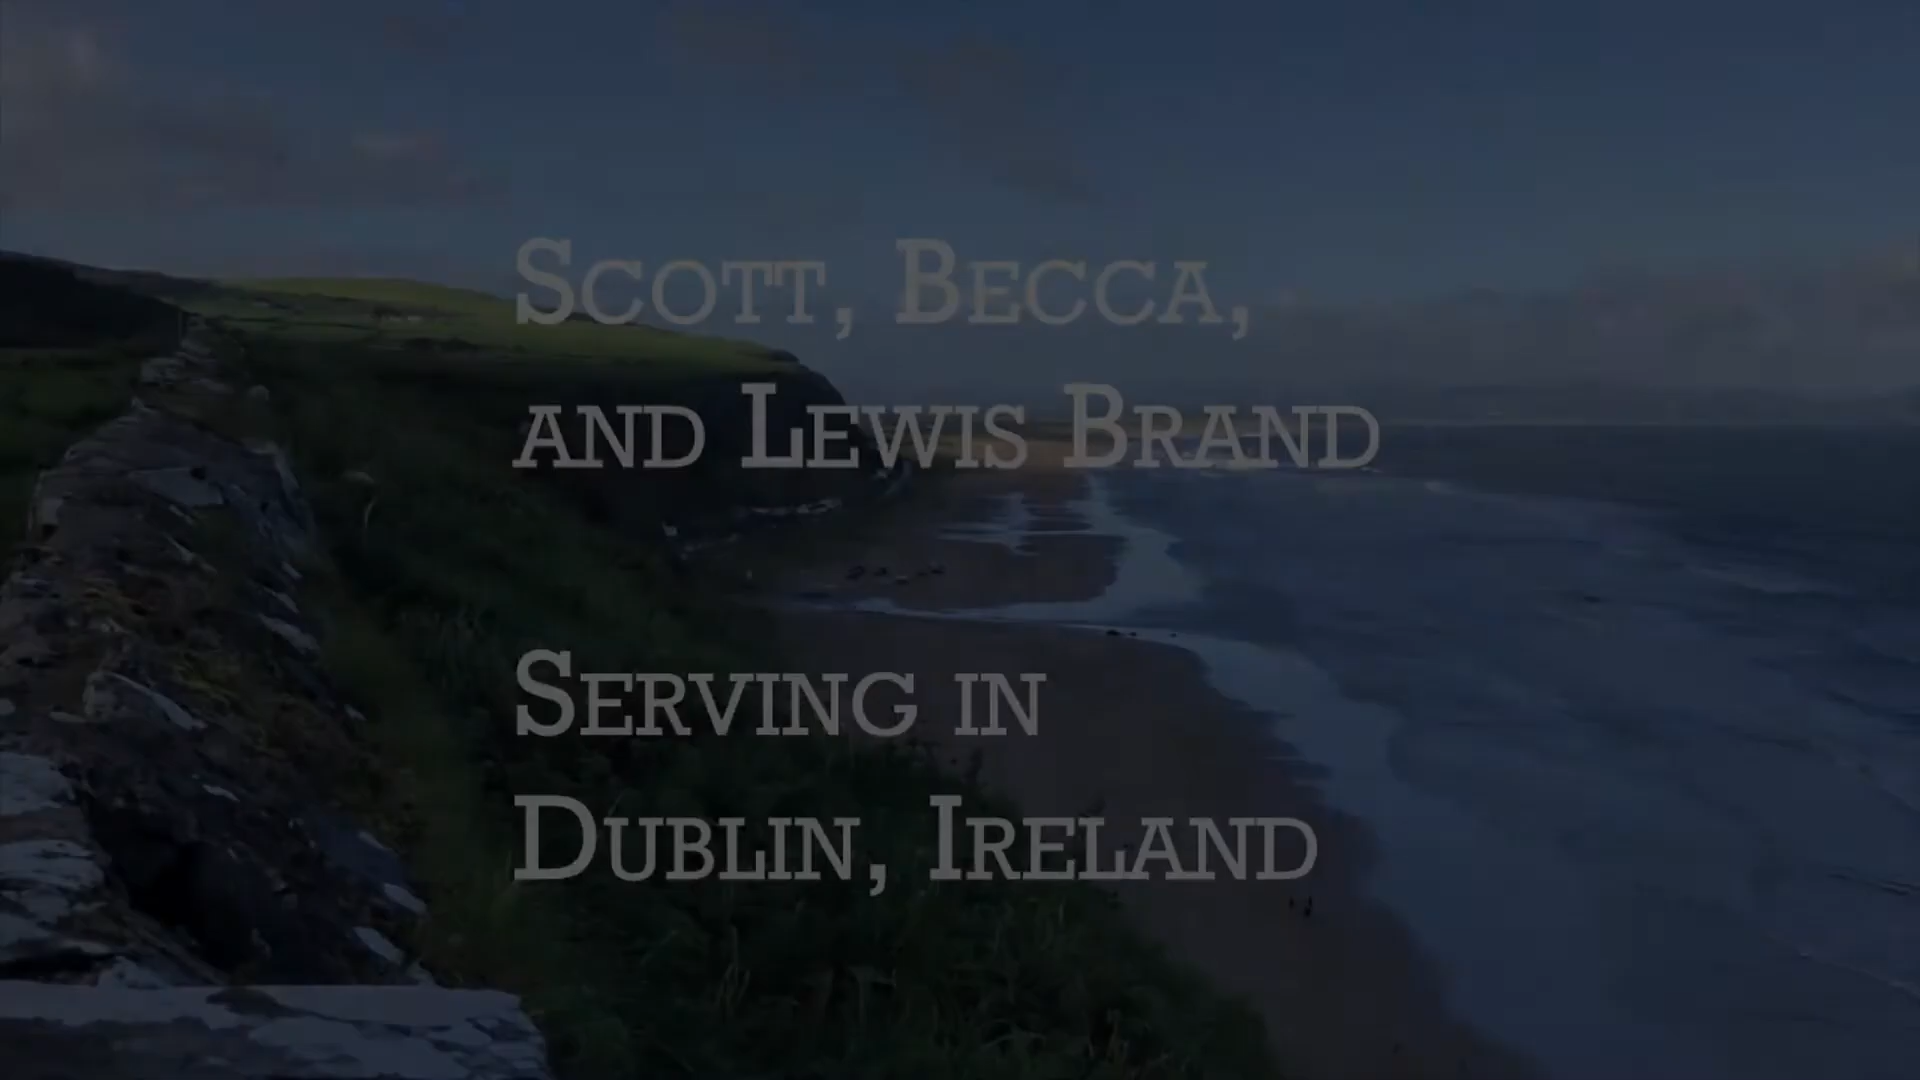 Scott, Becca,
and Lewis Brand
Serving in
Dublin, Ireland